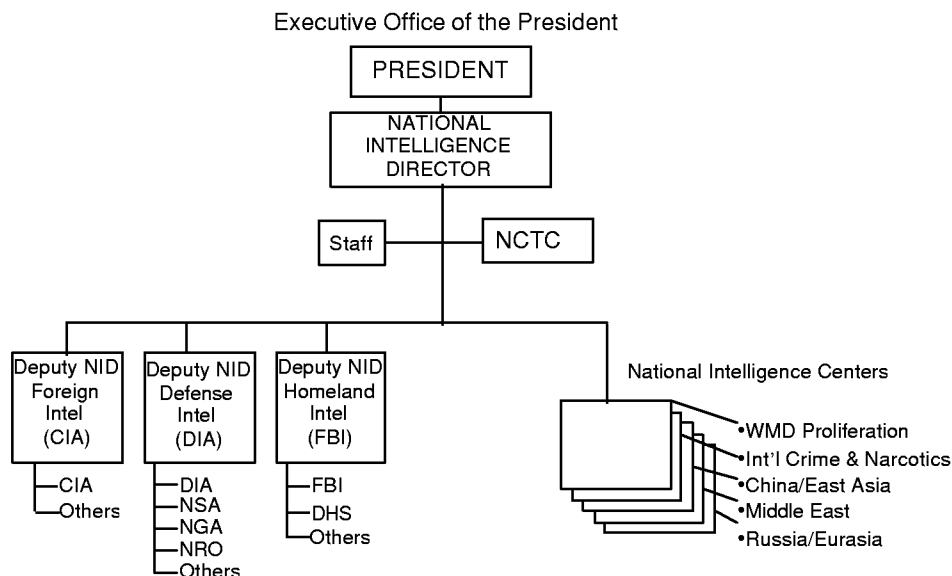 Executive Office of the President
PRESIDENT
NATIONAL
INTELLIGENCE
DIRECTOR
Staff
NCTC
Deputy NID
Foreign
Intel
(CIA)
CIA
Others
Deputy NID
Defense
Intel
(DIA)
DIA
NSA
NGA
NRO
Others
Deputy NID
Homeland
Intel
(FBI)
FBI
DHS
Others
National Intelligence Centers
•WMD Proliferation
•Int'l Crime & Narcotics
•China/East Asia
•Middle East
•Russia/Eurasia